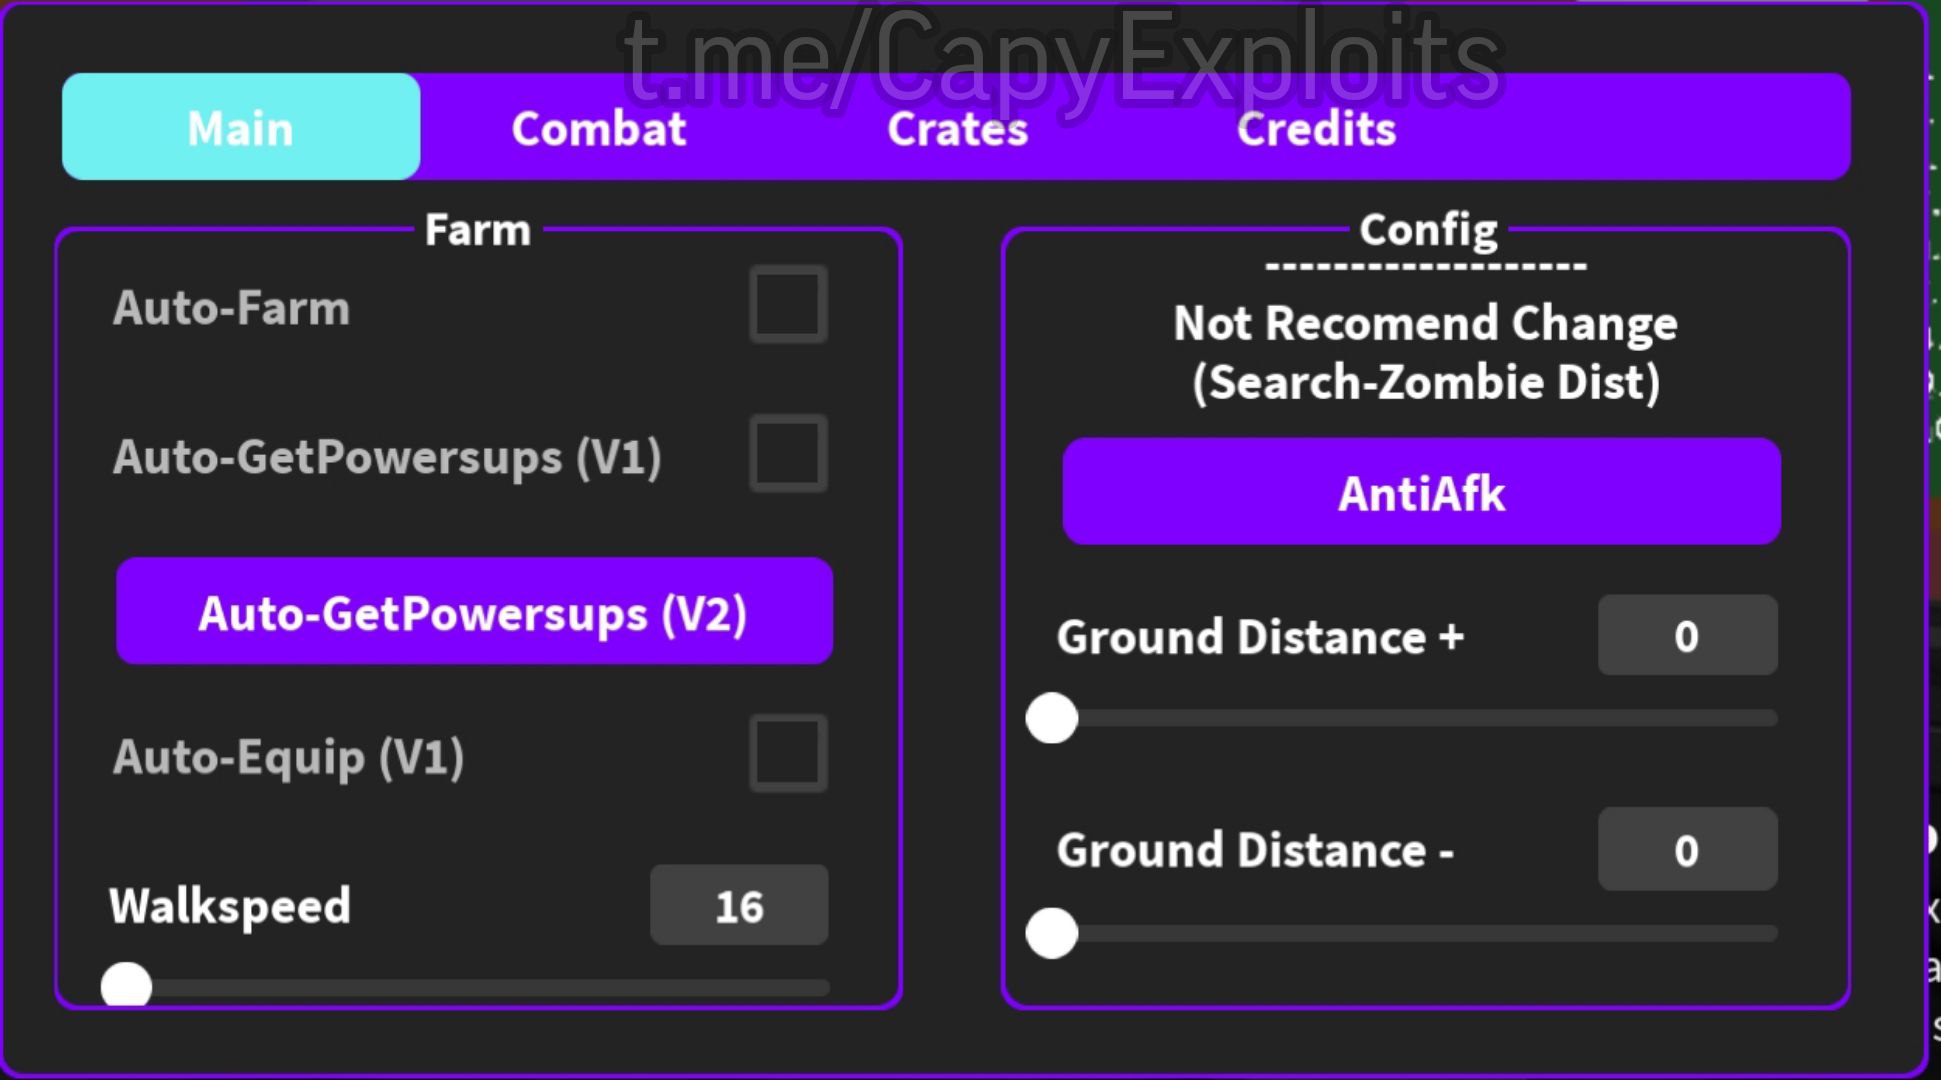 t.me/CapyExploits
Main
Combat
Crates
Credits
Farm
Auto-Farm
Auto-GetPowersups (V1)
Auto-GetPowersups (V2)
Auto-Equip (V1)
Walkspeed
16
Config
-------------------
Not Recomend Change
(Search-Zombie Dist)
AntiAfk
Ground Distance +
0
Ground Distance -
0